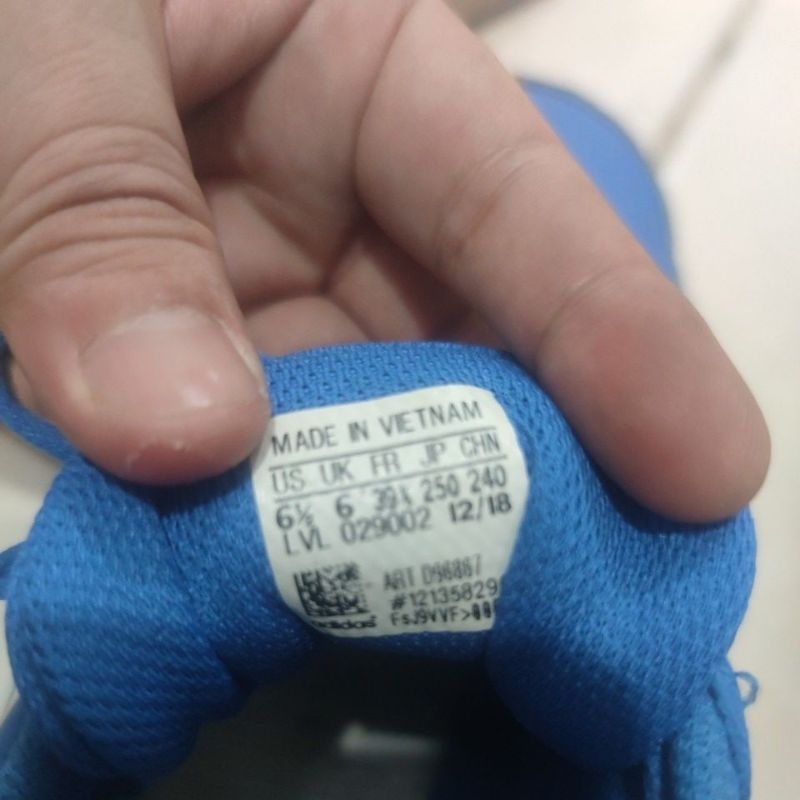 MADE IN VIETNAM
US UK FR JP CHN
6½ 6 39⅓ 250 240
LVL 029002 12/18
ART D96867
#12135829
adidas